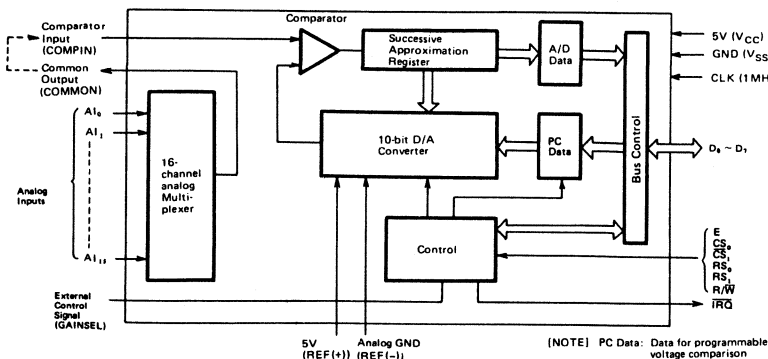 Comparator
Comparator
Input
(COMPIN)
Common
Output
(COMMON)
Successive
Approximation
Register
A/D
Data
5V (VCC)
GND (VSS
CLK (1MH
AI0
AI1
Analog
Inputs
AI15
16-
channel
analog
Multi-
plexer
10-bit D/A
Converter
PC
Data
Bus Control
D0 ~ D7
Control
E
CS0
CS1
RS0
RS1
R/W
IRQ
External
Control
Signal
(GAINSEL)
5V
(REF(+))
Analog GND
(REF(−))
[NOTE] PC Data: Data for programmable
voltage comparison